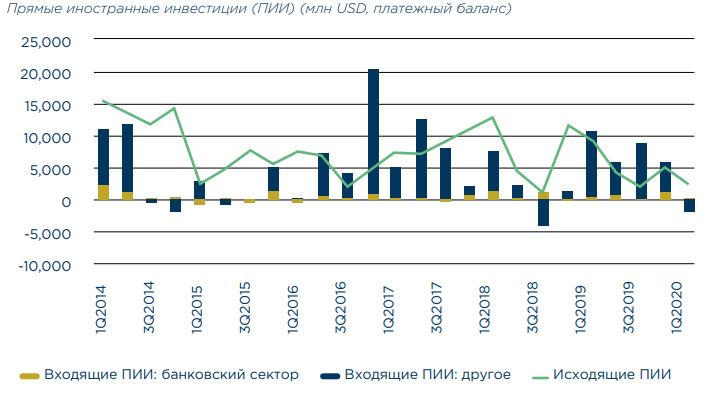 Прямые иностранные инвестиции (ПИИ) (млн USD, платежный баланс)
25,000
20,000
15,000
10,000
5,000
0
-5,000
-10,000
1Q2014
3Q2014
1Q2015
3Q2015
1Q2016
3Q2016
1Q2017
3Q2017
1Q2018
3Q2018
1Q2019
3Q2019
1Q2020
Входящие ПИИ: банковский сектор Входящие ПИИ: другое Исходящие ПИИ